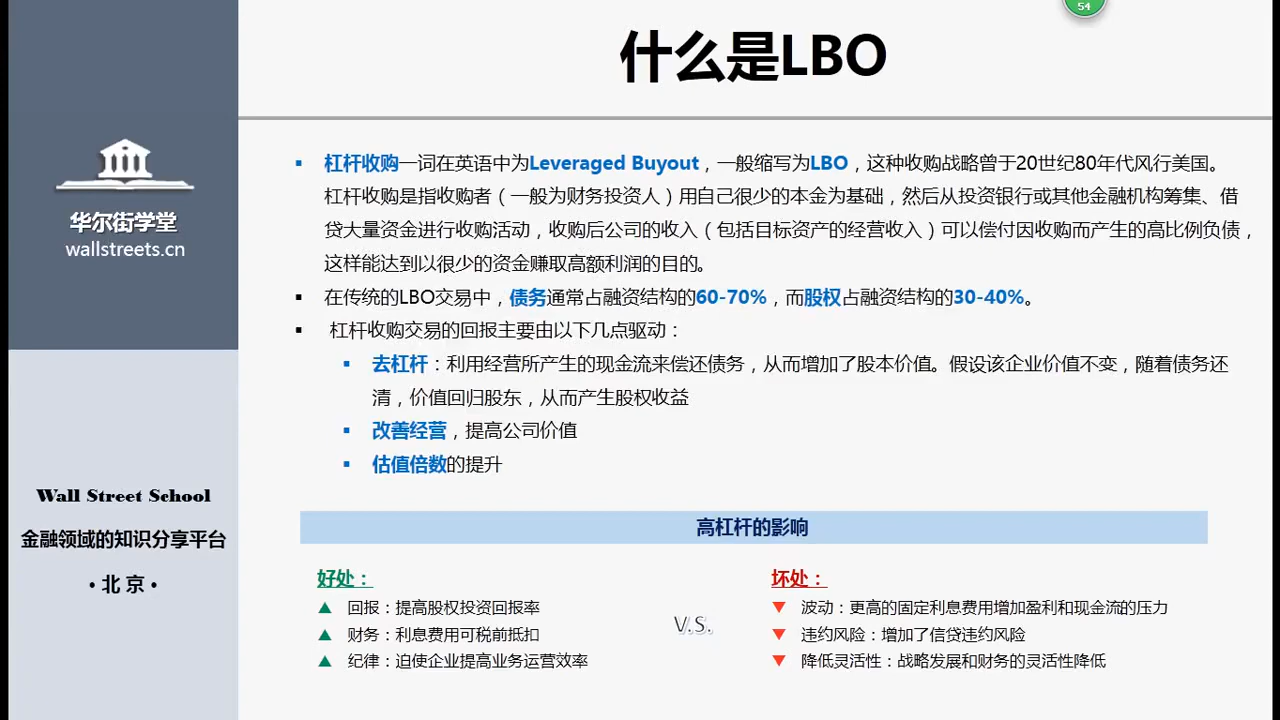 54
什么是LBO
华尔街学堂
wallstreets.cn
Wall Street School
金融领域的知识分享平台
• 北 京 •
▪ 杠杆收购一词在英语中为Leveraged Buyout，一般缩写为LBO，这种收购战略曾于20世纪80年代风行美国。
杠杆收购是指收购者（一般为财务投资人）用自己很少的本金为基础，然后从投资银行或其他金融机构筹集、借
贷大量资金进行收购活动，收购后公司的收入（包括目标资产的经营收入）可以偿付因收购而产生的高比例负债，
这样能达到以很少的资金赚取高额利润的目的。
▪ 在传统的LBO交易中，债务通常占融资结构的60-70%，而股权占融资结构的30-40%。
▪ 杠杆收购交易的回报主要由以下几点驱动：
▪ 去杠杆：利用经营所产生的现金流来偿还债务，从而增加了股本价值。假设该企业价值不变，随着债务还
清，价值回归股东，从而产生股权收益
▪ 改善经营，提高公司价值
▪ 估值倍数的提升
高杠杆的影响
好处：
▲ 回报：提高股权投资回报率
▲ 财务：利息费用可税前抵扣
▲ 纪律：迫使企业提高业务运营效率
V.S.
坏处：
▼ 波动：更高的固定利息费用增加盈利和现金流的压力
▼ 违约风险：增加了信贷违约风险
▼ 降低灵活性：战略发展和财务的灵活性降低